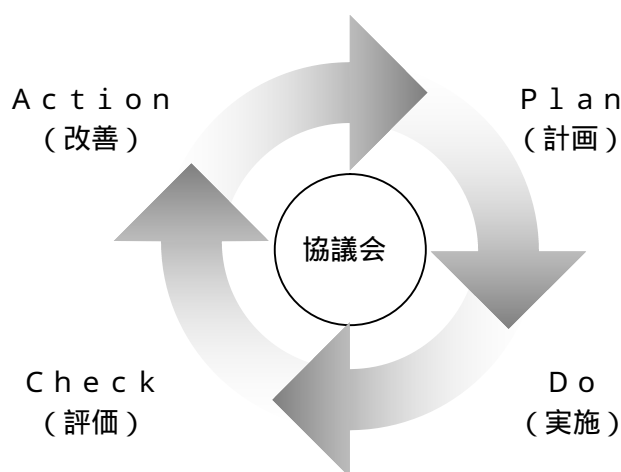 Action
(改善)
Plan
(計画)
協議会
Check
(評価)
Do
(実施)